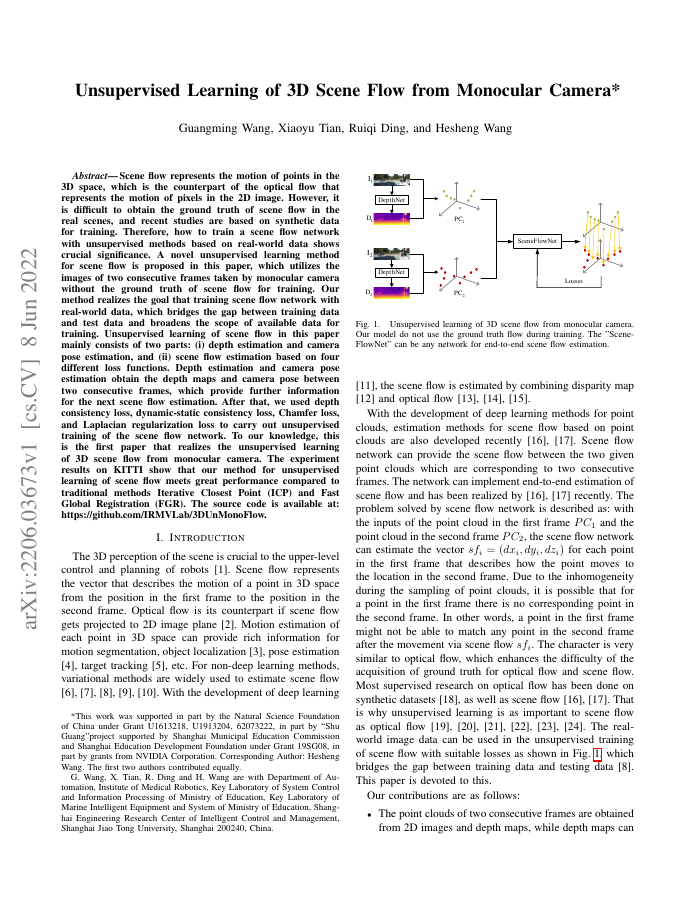 Unsupervised Learning of 3D Scene Flow from Monocular Camera*
Guangming Wang, Xiaoyu Tian, Ruiqi Ding, and Hesheng Wang
arXiv:2206.03673v1 [cs.CV] 8 Jun 2022
Abstract—Scene flow represents the motion of points in the
3D space, which is the counterpart of the optical flow that
represents the motion of pixels in the 2D image. However, it
is difficult to obtain the ground truth of scene flow in the
real scenes, and recent studies are based on synthetic data
for training. Therefore, how to train a scene flow network
with unsupervised methods based on real-world data shows
crucial significance. A novel unsupervised learning method
for scene flow is proposed in this paper, which utilizes the
images of two consecutive frames taken by monocular camera
without the ground truth of scene flow for training. Our
method realizes the goal that training scene flow network with
real-world data, which bridges the gap between training data
and test data and broadens the scope of available data for
training. Unsupervised learning of scene flow in this paper
mainly consists of two parts: (i) depth estimation and camera
pose estimation, and (ii) scene flow estimation based on four
different loss functions. Depth estimation and camera pose
estimation obtain the depth maps and camera pose between
two consecutive frames, which provide further information
for the next scene flow estimation. After that, we used depth
consistency loss, dynamic-static consistency loss, Chamfer loss,
and Laplacian regularization loss to carry out unsupervised
training of the scene flow network. To our knowledge, this
is the first paper that realizes the unsupervised learning
of 3D scene flow from monocular camera. The experiment
results on KITTI show that our method for unsupervised
learning of scene flow meets great performance compared to
traditional methods Iterative Closest Point (ICP) and Fast
Global Registration (FGR). The source code is available at:
https://github.com/IRMVLab/3DUnMonoFlow.
I. INTRODUCTION
The 3D perception of the scene is crucial to the upper-level
control and planning of robots [1]. Scene flow represents
the vector that describes the motion of a point in 3D space
from the position in the first frame to the position in the
second frame. Optical flow is its counterpart if scene flow
gets projected to 2D image plane [2]. Motion estimation of
each point in 3D space can provide rich information for
motion segmentation, object localization [3], pose estimation
[4], target tracking [5], etc. For non-deep learning methods,
variational methods are widely used to estimate scene flow
[6], [7], [8], [9], [10]. With the development of deep learning
*This work was supported in part by the Natural Science Foundation
of China under Grant U1613218, U1913204, 62073222, in part by “Shu
Guang”project supported by Shanghai Municipal Education Commission
and Shanghai Education Development Foundation under Grant 19SG08, in
part by grants from NVIDIA Corporation. Corresponding Author: Hesheng
Wang. The first two authors contributed equally.
G. Wang, X. Tian, R. Ding and H. Wang are with Department of Au-
tomation, Institute of Medical Robotics, Key Laboratory of System Control
and Information Processing of Ministry of Education, Key Laboratory of
Marine Intelligent Equipment and System of Ministry of Education, Shang-
hai Engineering Research Center of Intelligent Control and Management,
Shanghai Jiao Tong University, Shanghai 200240, China.
I1
DepthNet
D1
PC1
I2
DepthNet
D2
PC2
SceneFlowNet
Losses
Fig. 1. Unsupervised learning of 3D scene flow from monocular camera.
Our model do not use the ground truth flow during training. The ”Scene-
FlowNet” can be any network for end-to-end scene flow estimation.
[11], the scene flow is estimated by combining disparity map
[12] and optical flow [13], [14], [15].
With the development of deep learning methods for point
clouds, estimation methods for scene flow based on point
clouds are also developed recently [16], [17]. Scene flow
network can provide the scene flow between the two given
point clouds which are corresponding to two consecutive
frames. The network can implement end-to-end estimation of
scene flow and has been realized by [16], [17] recently. The
problem solved by scene flow network is described as: with
the inputs of the point cloud in the first frame PC1 and the
point cloud in the second frame PC2, the scene flow network
can estimate the vector sfi = (dxi, dyi, dzi) for each point
in the first frame that describes how the point moves to
the location in the second frame. Due to the inhomogeneity
during the sampling of point clouds, it is possible that for
a point in the first frame there is no corresponding point in
the second frame. In other words, a point in the first frame
might not be able to match any point in the second frame
after the movement via scene flow sfi. The character is very
similar to optical flow, which enhances the difficulty of the
acquisition of ground truth for optical flow and scene flow.
Most supervised research on optical flow has been done on
synthetic datasets [18], as well as scene flow [16], [17]. That
is why unsupervised learning is as important to scene flow
as optical flow [19], [20], [21], [22], [23], [24]. The real-
world image data can be used in the unsupervised training
of scene flow with suitable losses as shown in Fig. 1, which
bridges the gap between training data and testing data [8].
This paper is devoted to this.
Our contributions are as follows:
• The point clouds of two consecutive frames are obtained
from 2D images and depth maps, while depth maps can